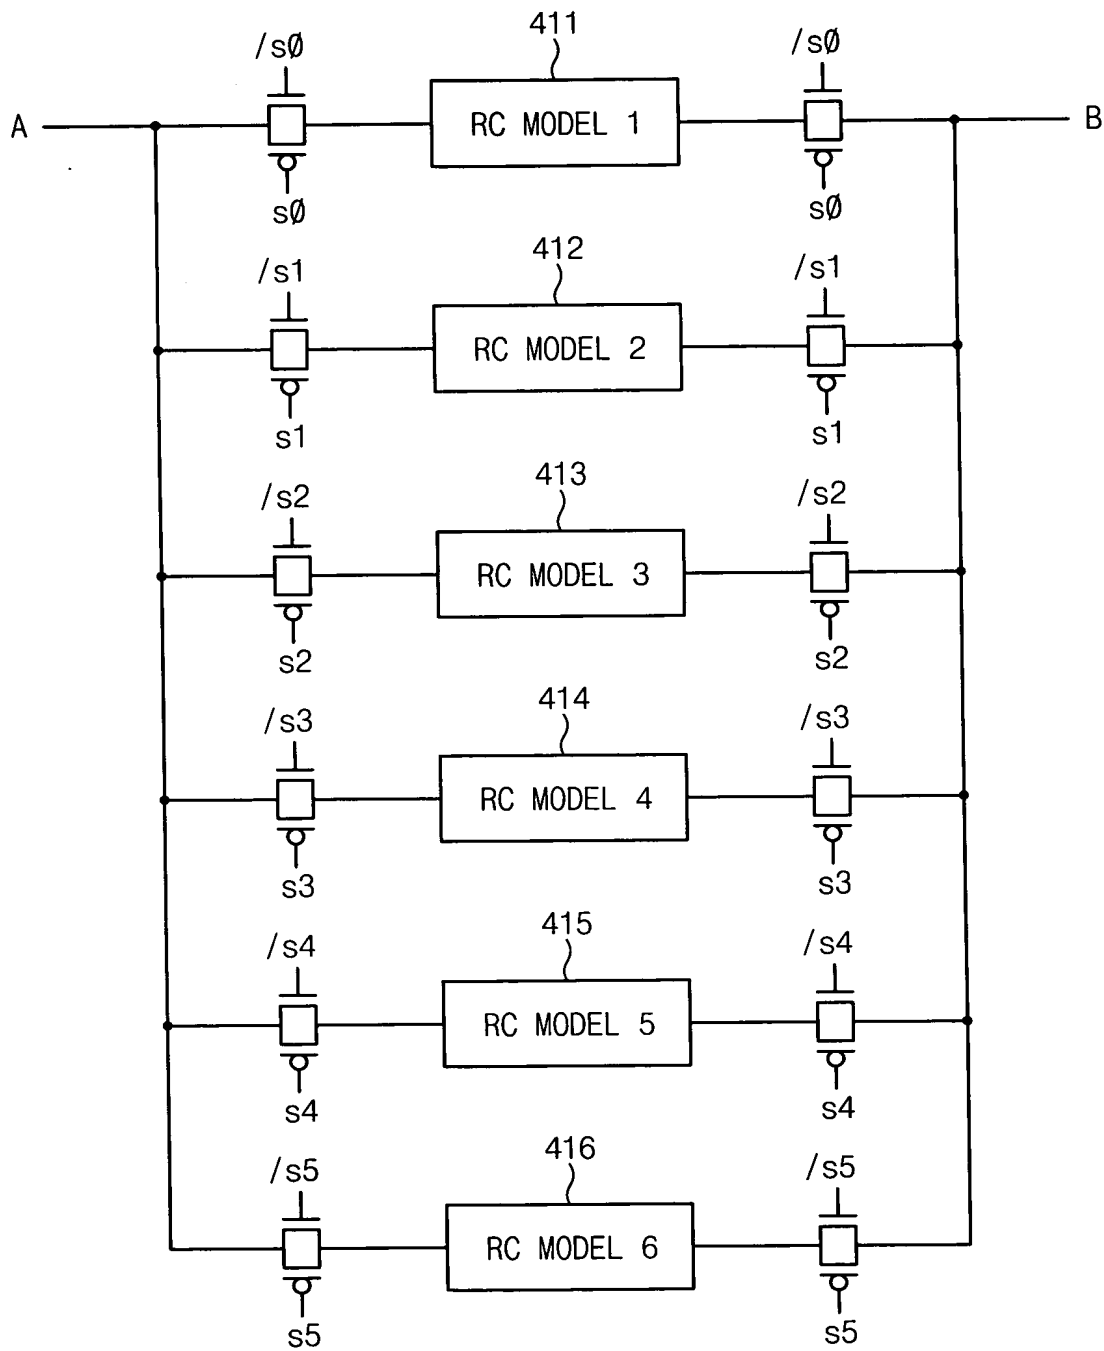 411
/sØ /sØ
A RC MODEL 1 B
sØ sØ
412
/s1 /s1
RC MODEL 2
s1 s1
413
/s2 /s2
RC MODEL 3
s2 s2
414
/s3 /s3
RC MODEL 4
s3 s3
415
/s4 /s4
RC MODEL 5
s4 s4
416
/s5 /s5
RC MODEL 6
s5 s5